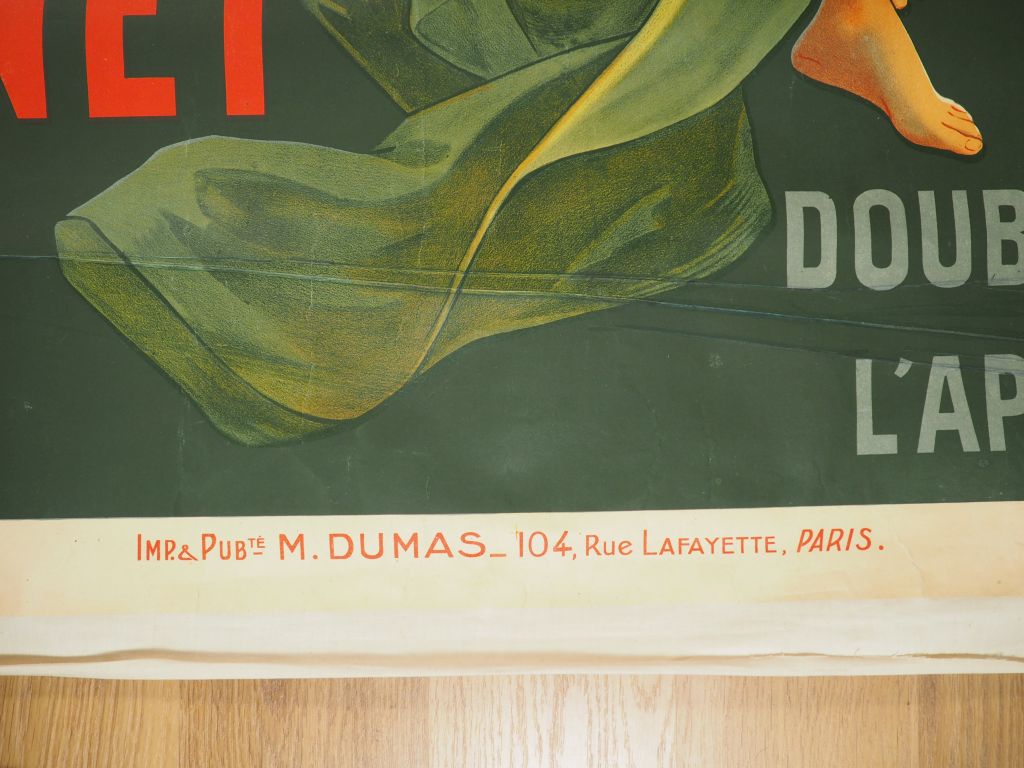 NET
DOUB
L'AP
IMP. & PUBTÉ M. DUMAS_104, RUE LAFAYETTE, PARIS.